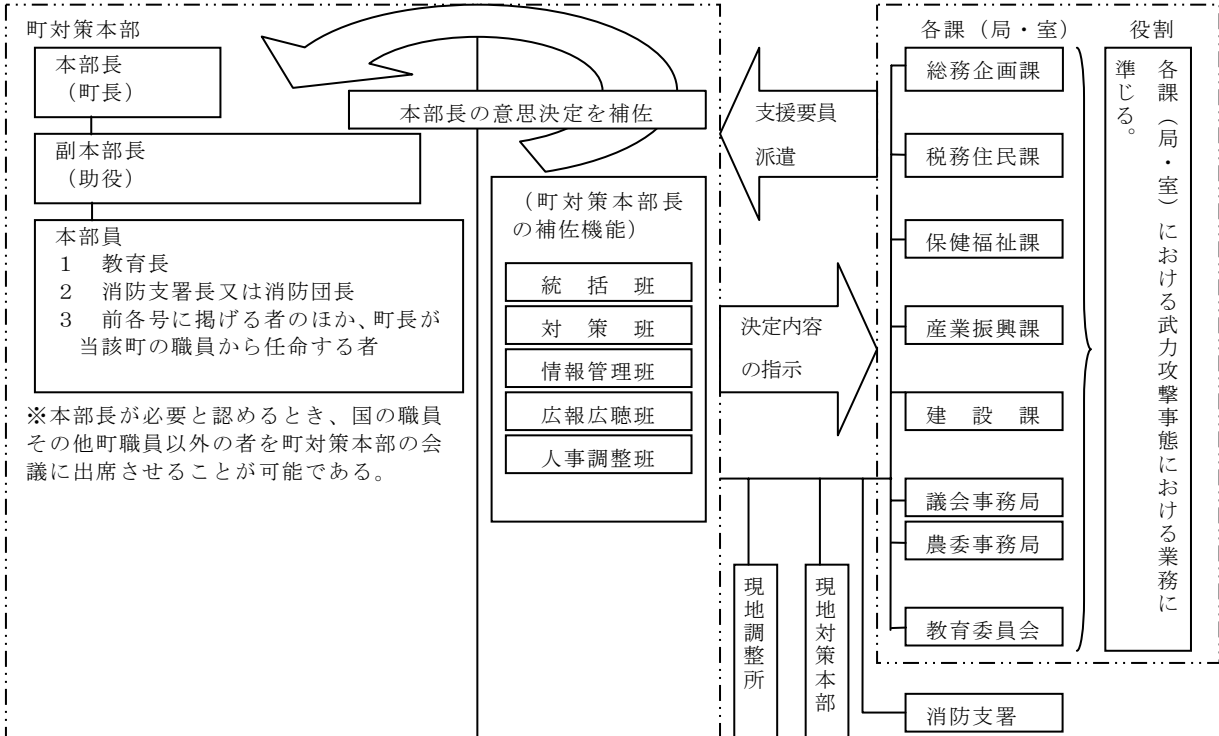 町対策本部
本部長
（町長）
副本部長
（助役）
本部員
１　教育長
２　消防支署長又は消防団長
３　前各号に掲げる者のほか、町長が
当該町の職員から任命する者
※本部長が必要と認めるとき、国の職員
その他町職員以外の者を町対策本部の会
議に出席させることが可能である。
本部長の意思決定を補佐
（町対策本部長
の補佐機能）
統　括　班
対　策　班
情報管理班
広報広聴班
人事調整班
支援要員
派遣
決定内容
の指示
現地調整所
現地対策本部
各課（局・室）
総務企画課
税務住民課
保健福祉課
産業振興課
建　設　課
議会事務局
農委事務局
教育委員会
消防支署
役割
各課（局・室）における武力攻撃事態における業務に
準じる。